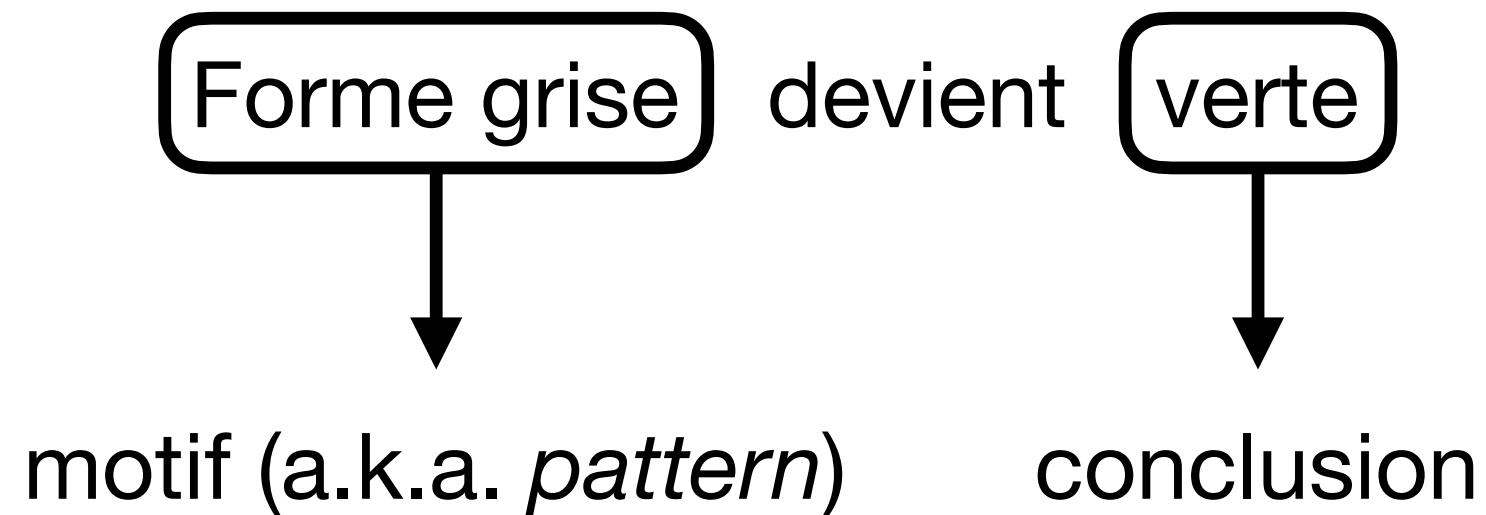 Forme grise devient verte
motif (a.k.a. pattern) conclusion